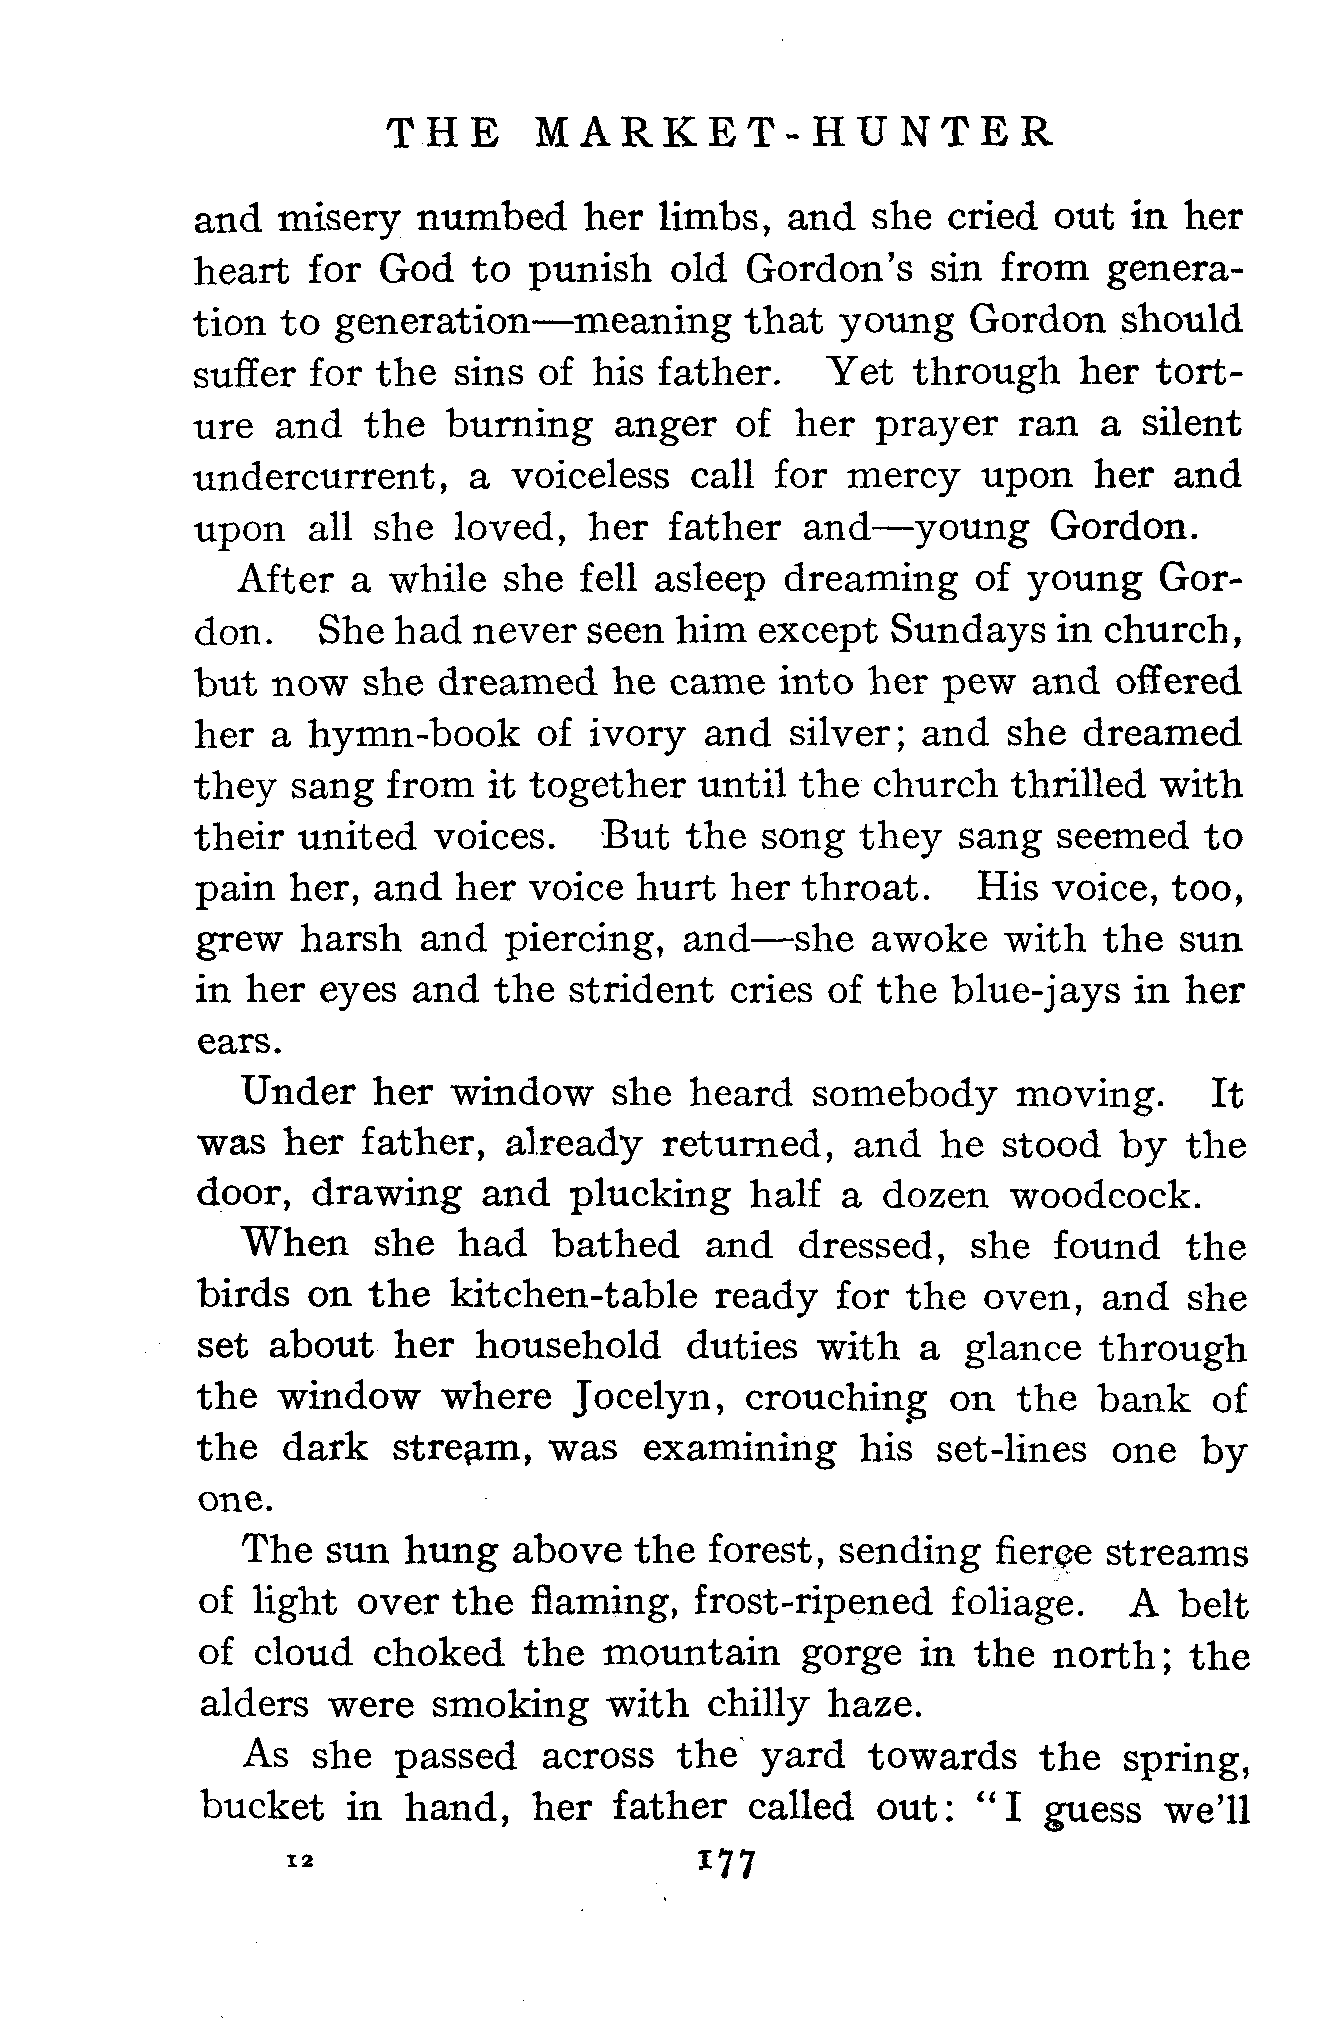 THE MARKET-HUNTER
and misery numbed her limbs, and she cried out in her
heart for God to punish old Gordon's sin from genera-
tion to generation—meaning that young Gordon should
suffer for the sins of his father. Yet through her tort-
ure and the burning anger of her prayer ran a silent
undercurrent, a voiceless call for mercy upon her and
upon all she loved, her father and—young Gordon.
After a while she fell asleep dreaming of young Gor-
don. She had never seen him except Sundays in church,
but now she dreamed he came into her pew and offered
her a hymn-book of ivory and silver; and she dreamed
they sang from it together until the church thrilled with
their united voices. But the song they sang seemed to
pain her, and her voice hurt her throat. His voice, too,
grew harsh and piercing, and—she awoke with the sun
in her eyes and the strident cries of the blue-jays in her
ears.
Under her window she heard somebody moving. It
was her father, already returned, and he stood by the
door, drawing and plucking half a dozen woodcock.
When she had bathed and dressed, she found the
birds on the kitchen-table ready for the oven, and she
set about her household duties with a glance through
the window where Jocelyn, crouching on the bank of
the dark stream, was examining his set-lines one by
one.
The sun hung above the forest, sending fierce streams
of light over the flaming, frost-ripened foliage. A belt
of cloud choked the mountain gorge in the north; the
alders were smoking with chilly haze.
As she passed across the yard towards the spring,
bucket in hand, her father called out: "I guess we'll
12 177